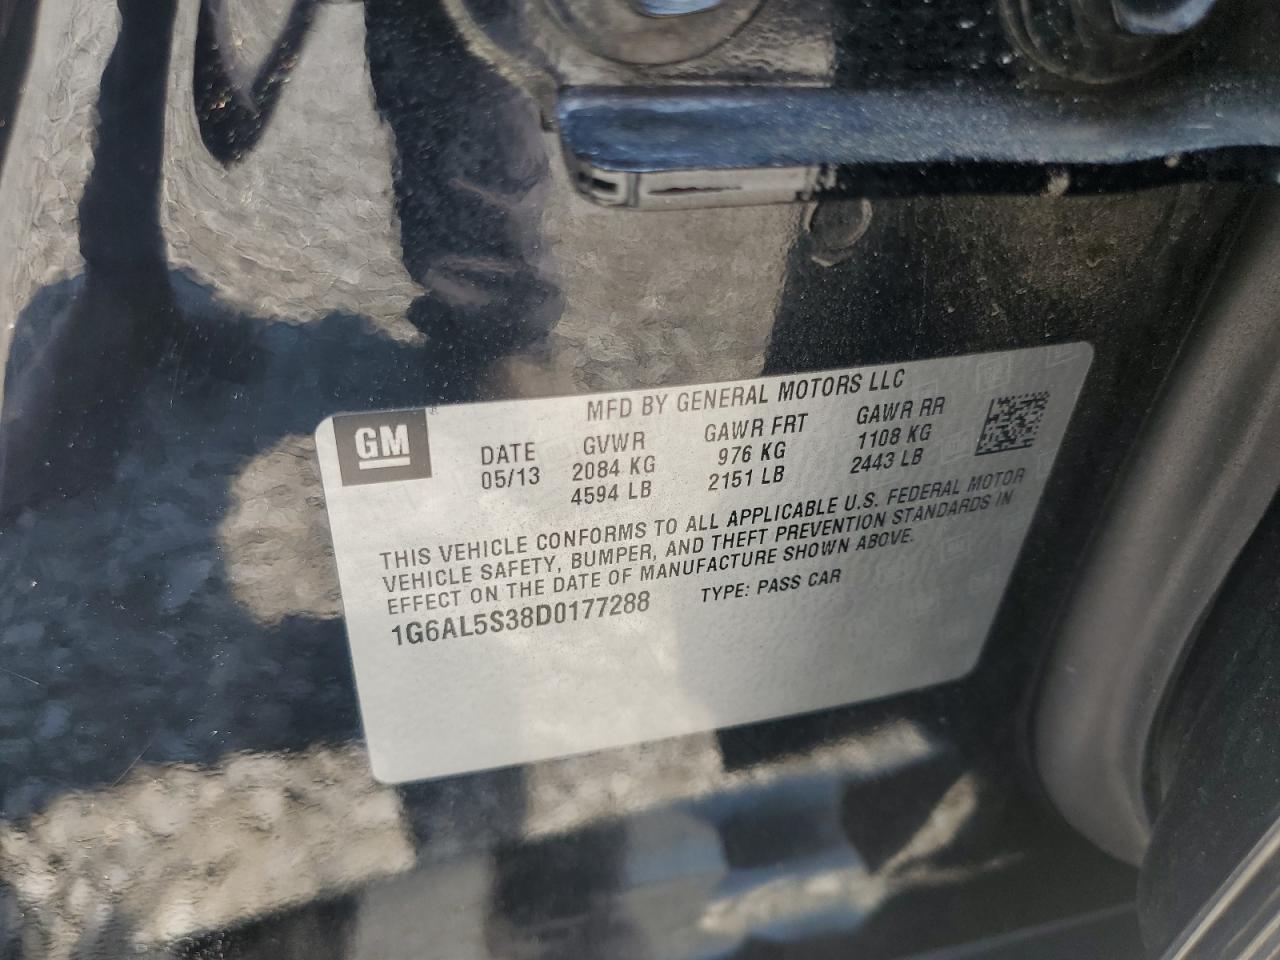 MFD BY GENERAL MOTORS LLC
GM
DATE GVWR GAWR FRT GAWR RR
05/13 2084 KG 976 KG 1108 KG
4594 LB 2151 LB 2443 LB
THIS VEHICLE CONFORMS TO ALL APPLICABLE U.S. FEDERAL MOTOR
VEHICLE SAFETY, BUMPER, AND THEFT PREVENTION STANDARDS IN
EFFECT ON THE DATE OF MANUFACTURE SHOWN ABOVE.
1G6AL5S38D0177288 TYPE: PASS CAR